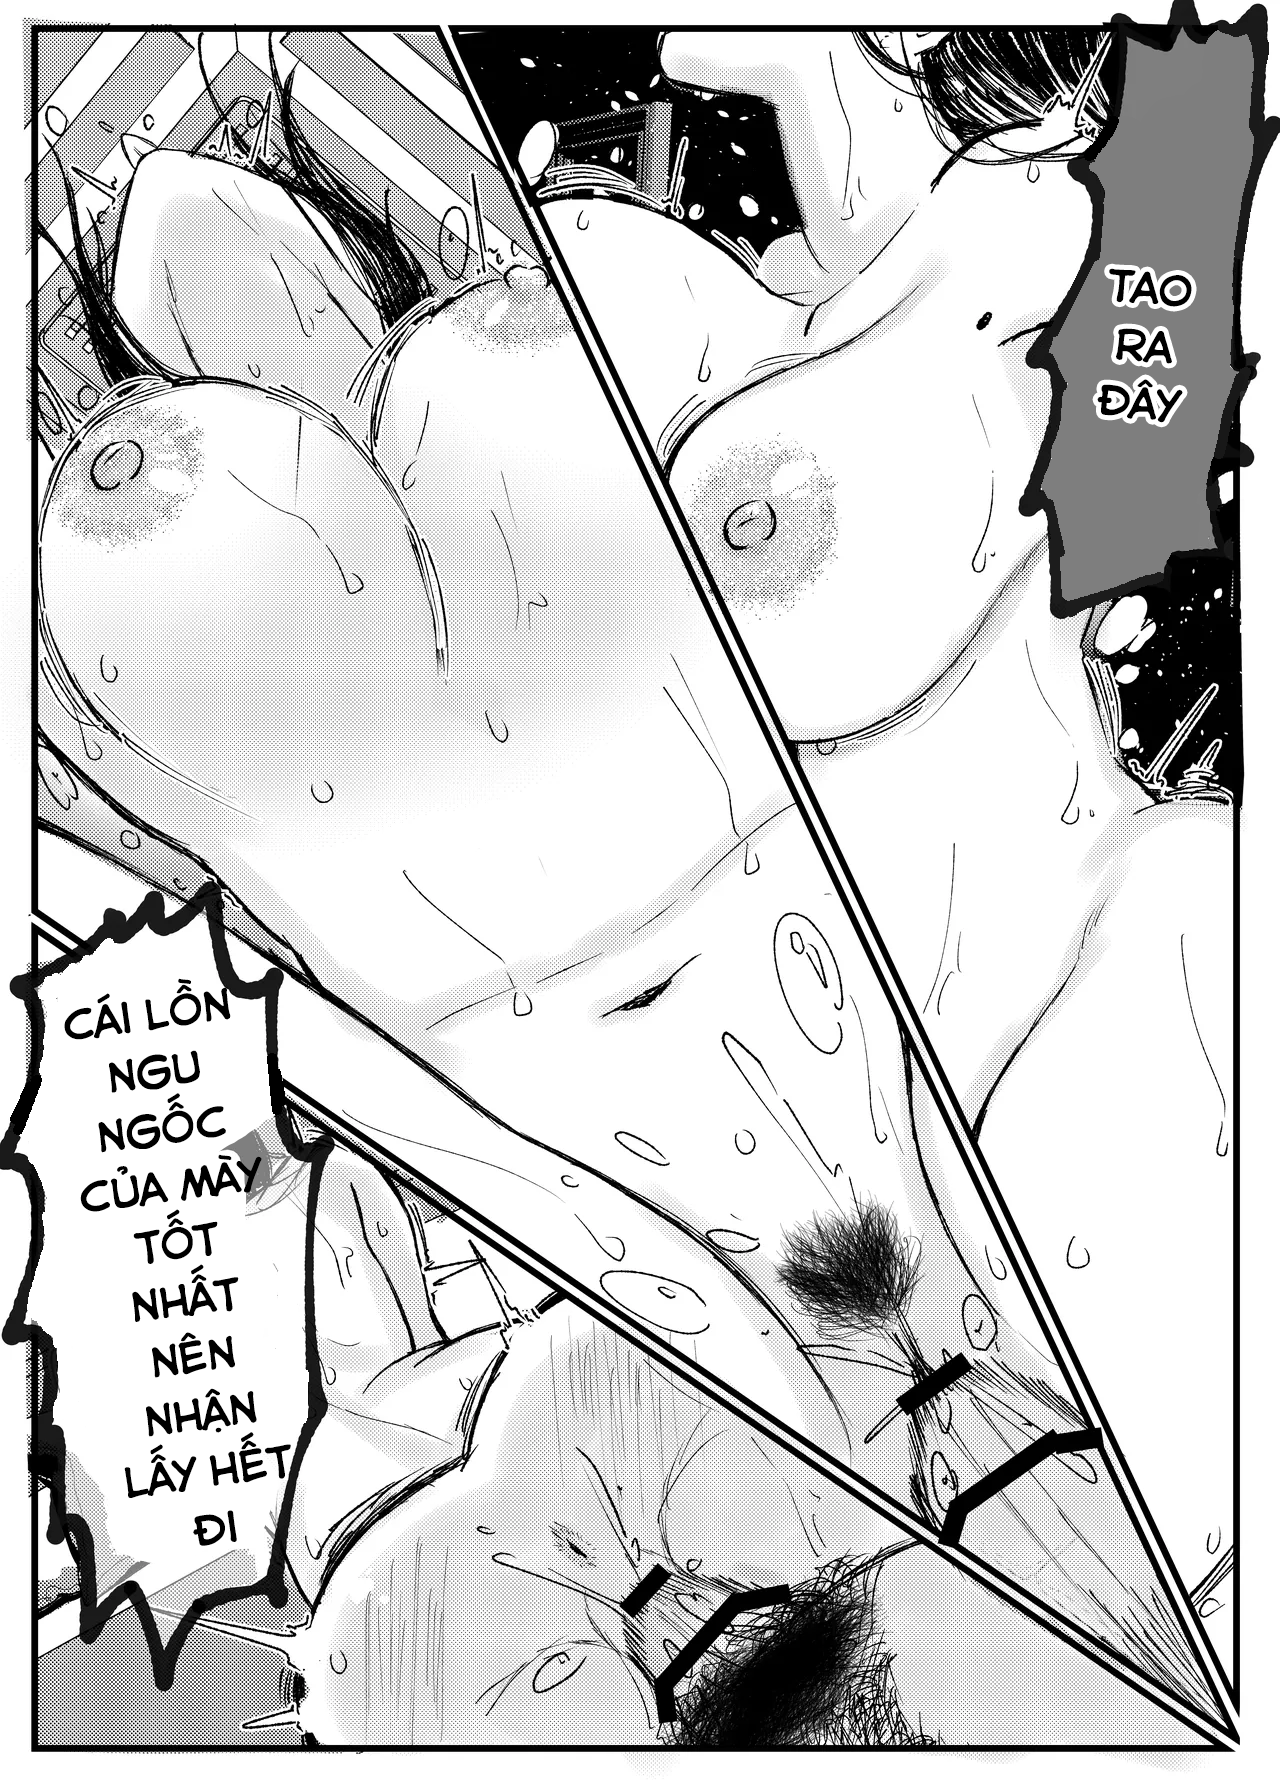 TAO
RA
ĐÂY
CÁI LỒN
NGU
NGỐC
CỦA MÀY
TỐT
NHẤT
NÊN
NHẬN
LẤY HẾT
ĐI